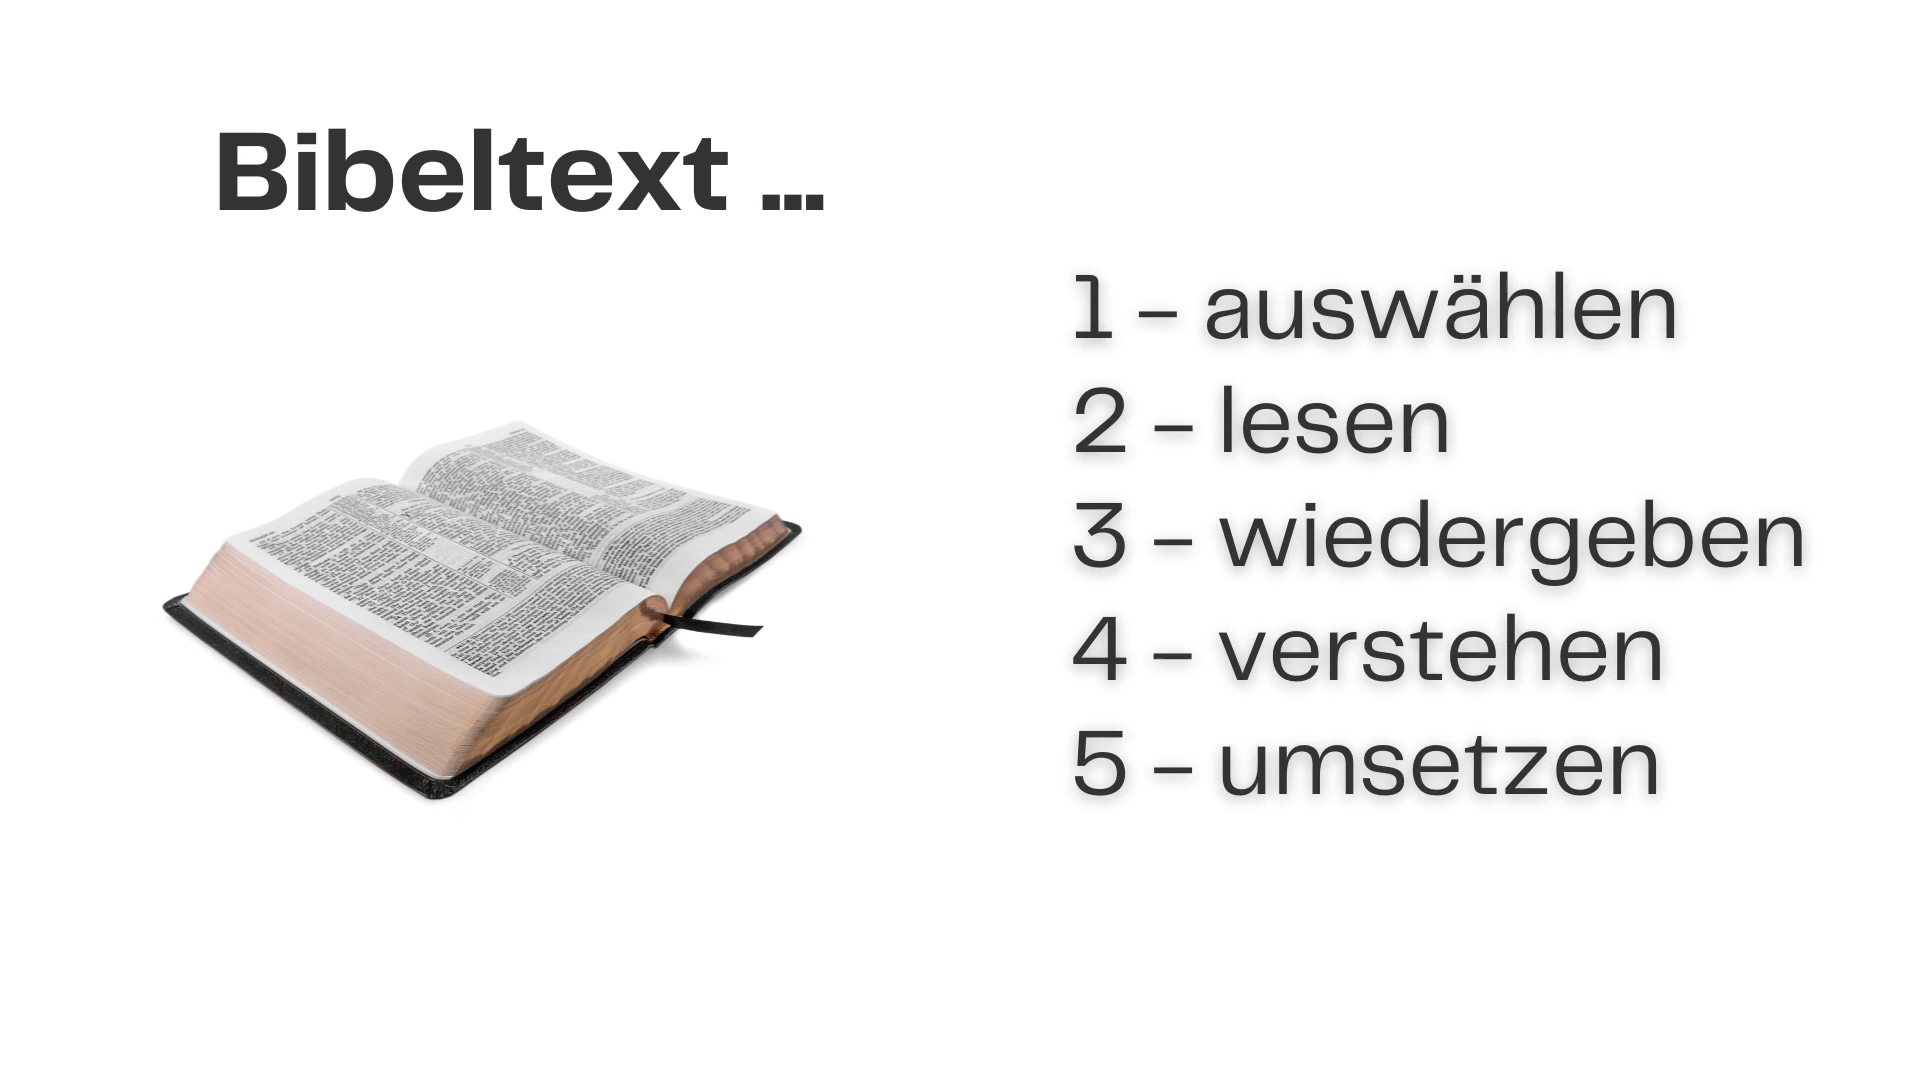 Bibeltext ...
1 – auswählen
2 – lesen
3 – wiedergeben
4 – verstehen
5 – umsetzen